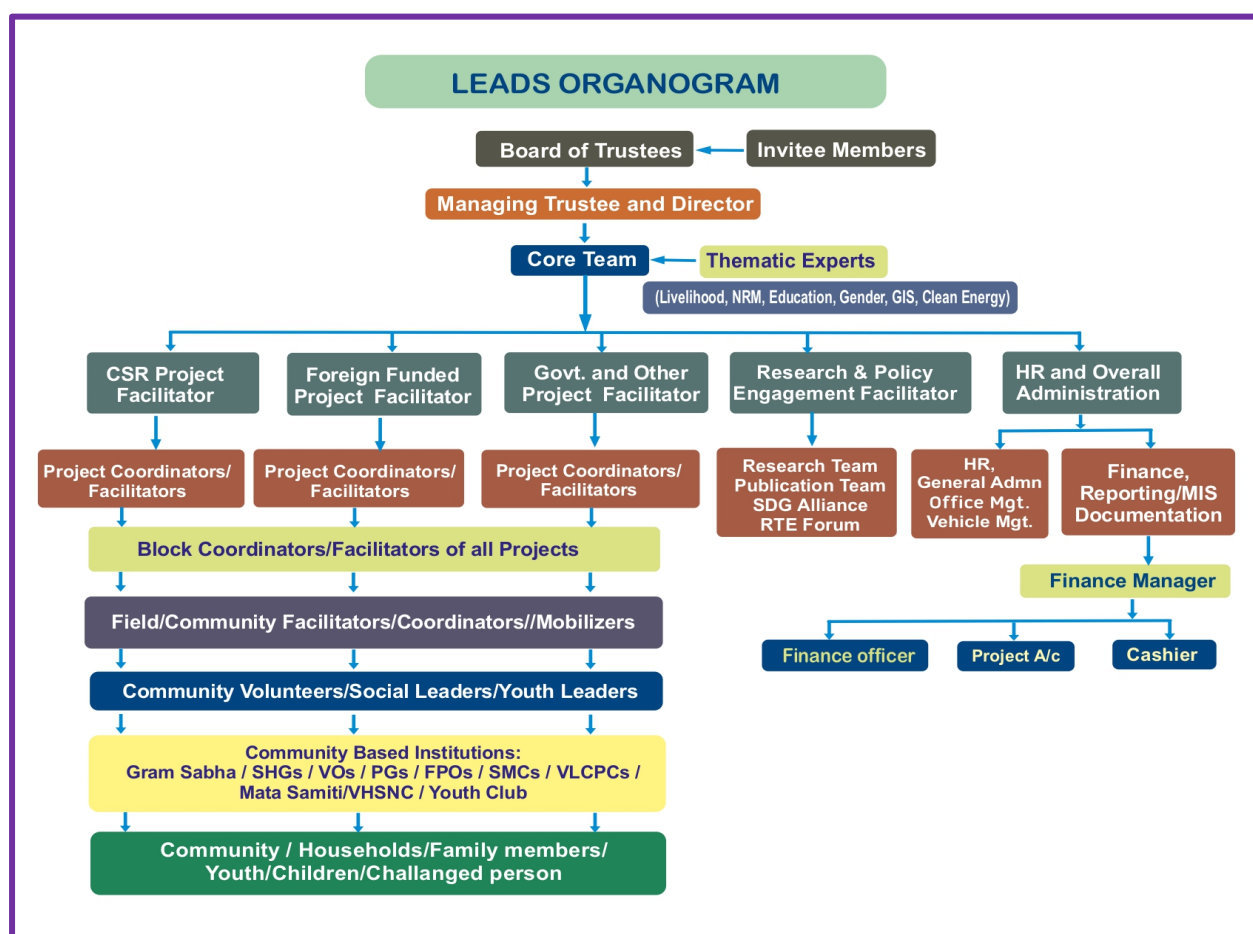 LEADS ORGANOGRAM
Board of Trustees
Invitee Members
Managing Trustee and Director
Core Team
Thematic Experts
(Livelihood, NRM, Education, Gender, GIS, Clean Energy)
CSR Project
Facilitator
Foreign Funded
Project Facilitator
Govt. and Other
Project Facilitator
Research & Policy
Engagement Facilitator
HR and Overall
Administration
Project Coordinators/
Facilitators
Project Coordinators/
Facilitators
Project Coordinators/
Facilitators
Research Team
Publication Team
SDG Alliance
RTE Forum
HR,
General Admn
Office Mgt.
Vehicle Mgt.
Finance,
Reporting/MIS
Documentation
Block Coordinators/Facilitators of all Projects
Finance Manager
Field/Community Facilitators/Coordinators//Mobilizers
Finance officer
Project A/c
Cashier
Community Volunteers/Social Leaders/Youth Leaders
Community Based Institutions:
Gram Sabha / SHGs / VOs / PGs / FPOs / SMCs / VLCPCs /
Mata Samiti/VHSNC / Youth Club
Community / Households/Family members/
Youth/Children/Challanged person